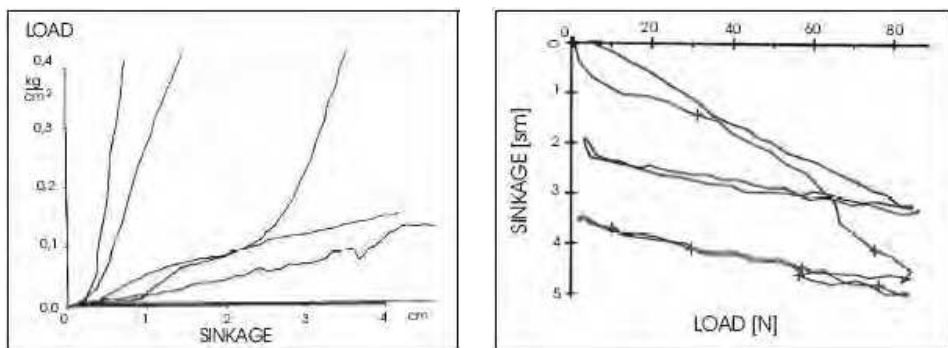 LOAD
0,4
kg
cm²
0,3
0,2
0,1
0,0
0 1 2 3 4 cm
SINKAGE
0 20 40 60 80
0
1
2
3
4
5
SINKAGE [sm]
LOAD [N]